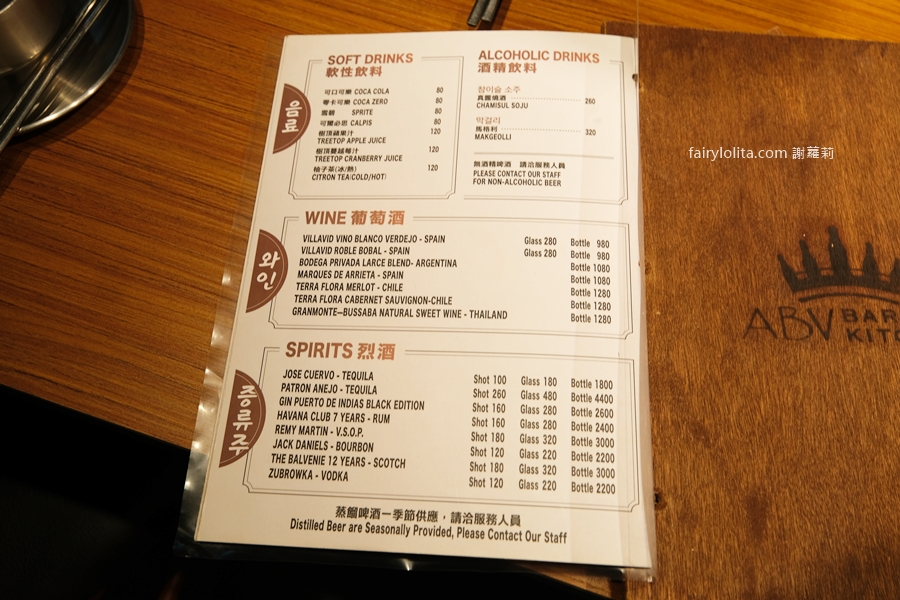 SOFT DRINKS
軟性飲料
음료
可口可樂 COCA COLA 80
零卡可樂 COCA ZERO 80
雪碧 SPRITE 80
可爾必思 CALPIS 80
樹頂蘋果汁 120
TREETOP APPLE JUICE
樹頂蔓越莓汁 120
TREETOP CRANBERRY JUICE
柚子茶(冰/熱) 120
CITRON TEA(COLD/HOT)
ALCOHOLIC DRINKS
酒精飲料
참이슬 소주
真露燒酒 260
CHAMISUL SOJU
막걸리
馬格利 320
MAKGEOLLI
無酒精啤酒 請洽服務人員
PLEASE CONTACT OUR STAFF
FOR NON-ALCOHOLIC BEER
WINE 葡萄酒
와인
VILLAVID VINO BLANCO VERDEJO - SPAIN Glass 280 Bottle 980
VILLAVID ROBLE BOBAL - SPAIN Glass 280 Bottle 980
BODEGA PRIVADA LARCE BLEND- ARGENTINA Bottle 1080
MARQUES DE ARRIETA - SPAIN Bottle 1080
TERRA FLORA MERLOT - CHILE Bottle 1280
TERRA FLORA CABERNET SAUVIGNON-CHILE Bottle 1280
GRANMONTE—BUSSABA NATURAL SWEET WINE - THAILAND Bottle 1280
SPIRITS 烈酒
증류주
JOSE CUERVO - TEQUILA Shot 100 Glass 180 Bottle 1800
PATRON ANEJO - TEQUILA Shot 260 Glass 480 Bottle 4400
GIN PUERTO DE INDIAS BLACK EDITION Shot 160 Glass 280 Bottle 2600
HAVANA CLUB 7 YEARS - RUM Shot 160 Glass 280 Bottle 2400
REMY MARTIN - V.S.O.P. Shot 180 Glass 320 Bottle 3000
JACK DANIELS - BOURBON Shot 120 Glass 220 Bottle 2200
THE BALVENIE 12 YEARS - SCOTCH Shot 180 Glass 320 Bottle 3000
ZUBROWKA - VODKA Shot 120 Glass 220 Bottle 2200
蒸餾啤酒一季節供應，請洽服務人員
Distilled Beer are Seasonally Provided, Please Contact Our Staff
fairylolita.com 謝蘿莉
ABV BAR